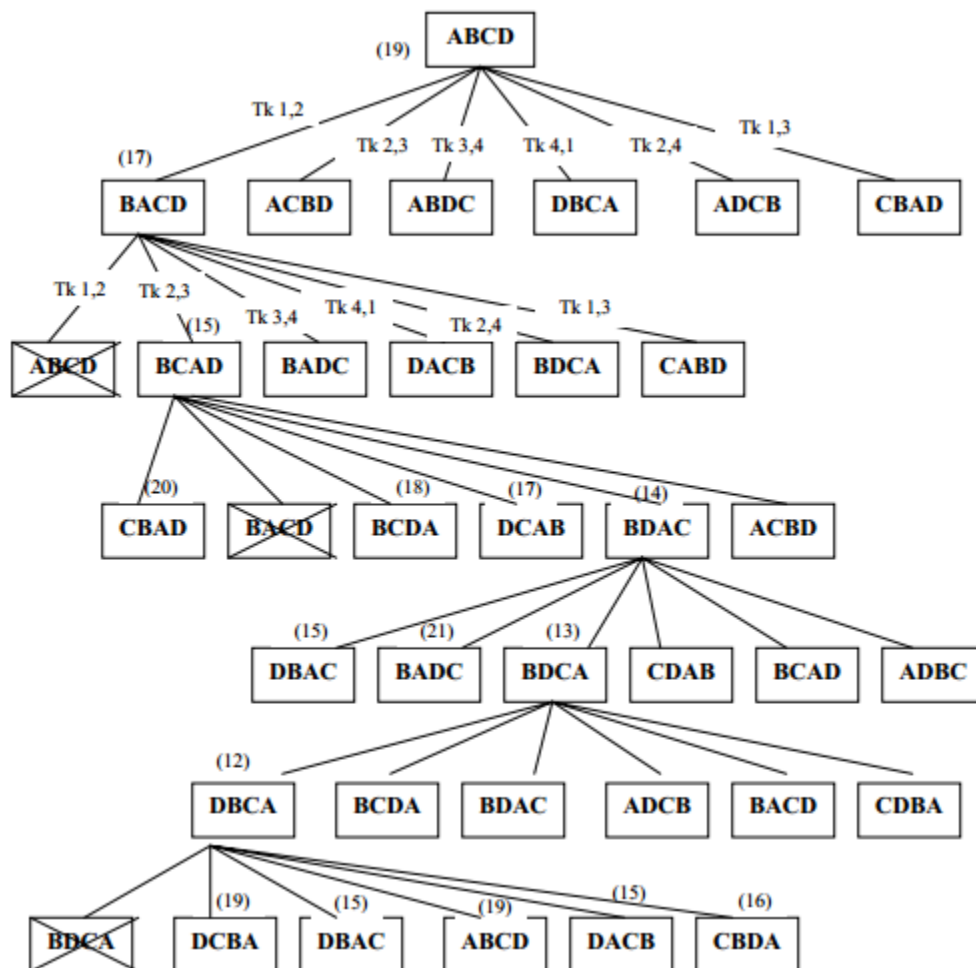 ABCD
(19)
Tk 1,2
Tk 2,3
Tk 3,4
Tk 4,1
Tk 2,4
Tk 1,3
(17)
BACD
ACBD
ABDC
DBCA
ADCB
CBAD
Tk 1,2
Tk 2,3
Tk 3,4
Tk 4,1
Tk 2,4
Tk 1,3
(15)
ABCD
BCAD
BADC
DACB
BDCA
CABD
(20)
(18)
(17)
(14)
CBAD
BACD
BCDA
DCAB
BDAC
ACBD
(15)
(21)
(13)
DBAC
BADC
BDCA
CDAB
BCAD
ADBC
(12)
DBCA
BCDA
BDAC
ADCB
BACD
CDBA
(19)
(15)
(19)
(15)
(16)
BDCA
DCBA
DBAC
ABCD
DACB
CBDA